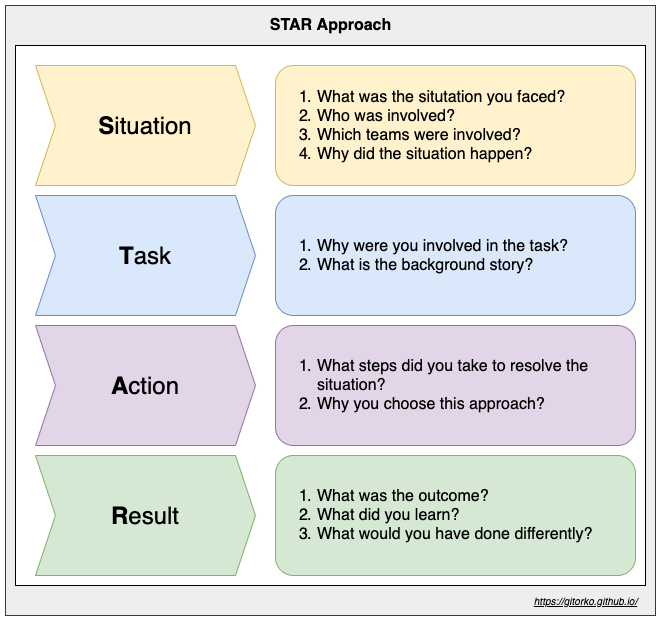 STAR Approach
Situation
1. What was the situtation you faced?
2. Who was involved?
3. Which teams were involved?
4. Why did the situation happen?
Task
1. Why were you involved in the task?
2. What is the background story?
Action
1. What steps did you take to resolve the
situation?
2. Why you choose this approach?
Result
1. What was the outcome?
2. What did you learn?
3. What would you have done differently?
https://gitorko.github.io/